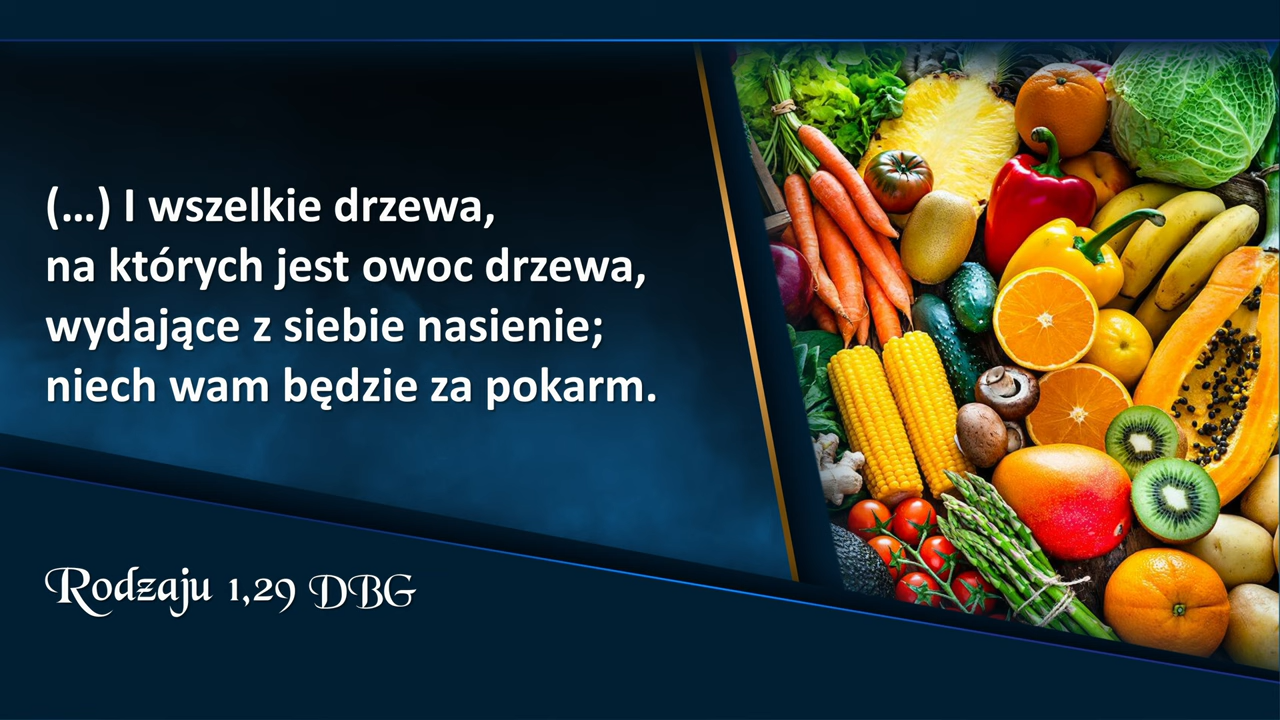 (...) I wszelkie drzewa,
na których jest owoc drzewa,
wydające z siebie nasienie;
niech wam będzie za pokarm.
Rodzaju 1,29 DBG